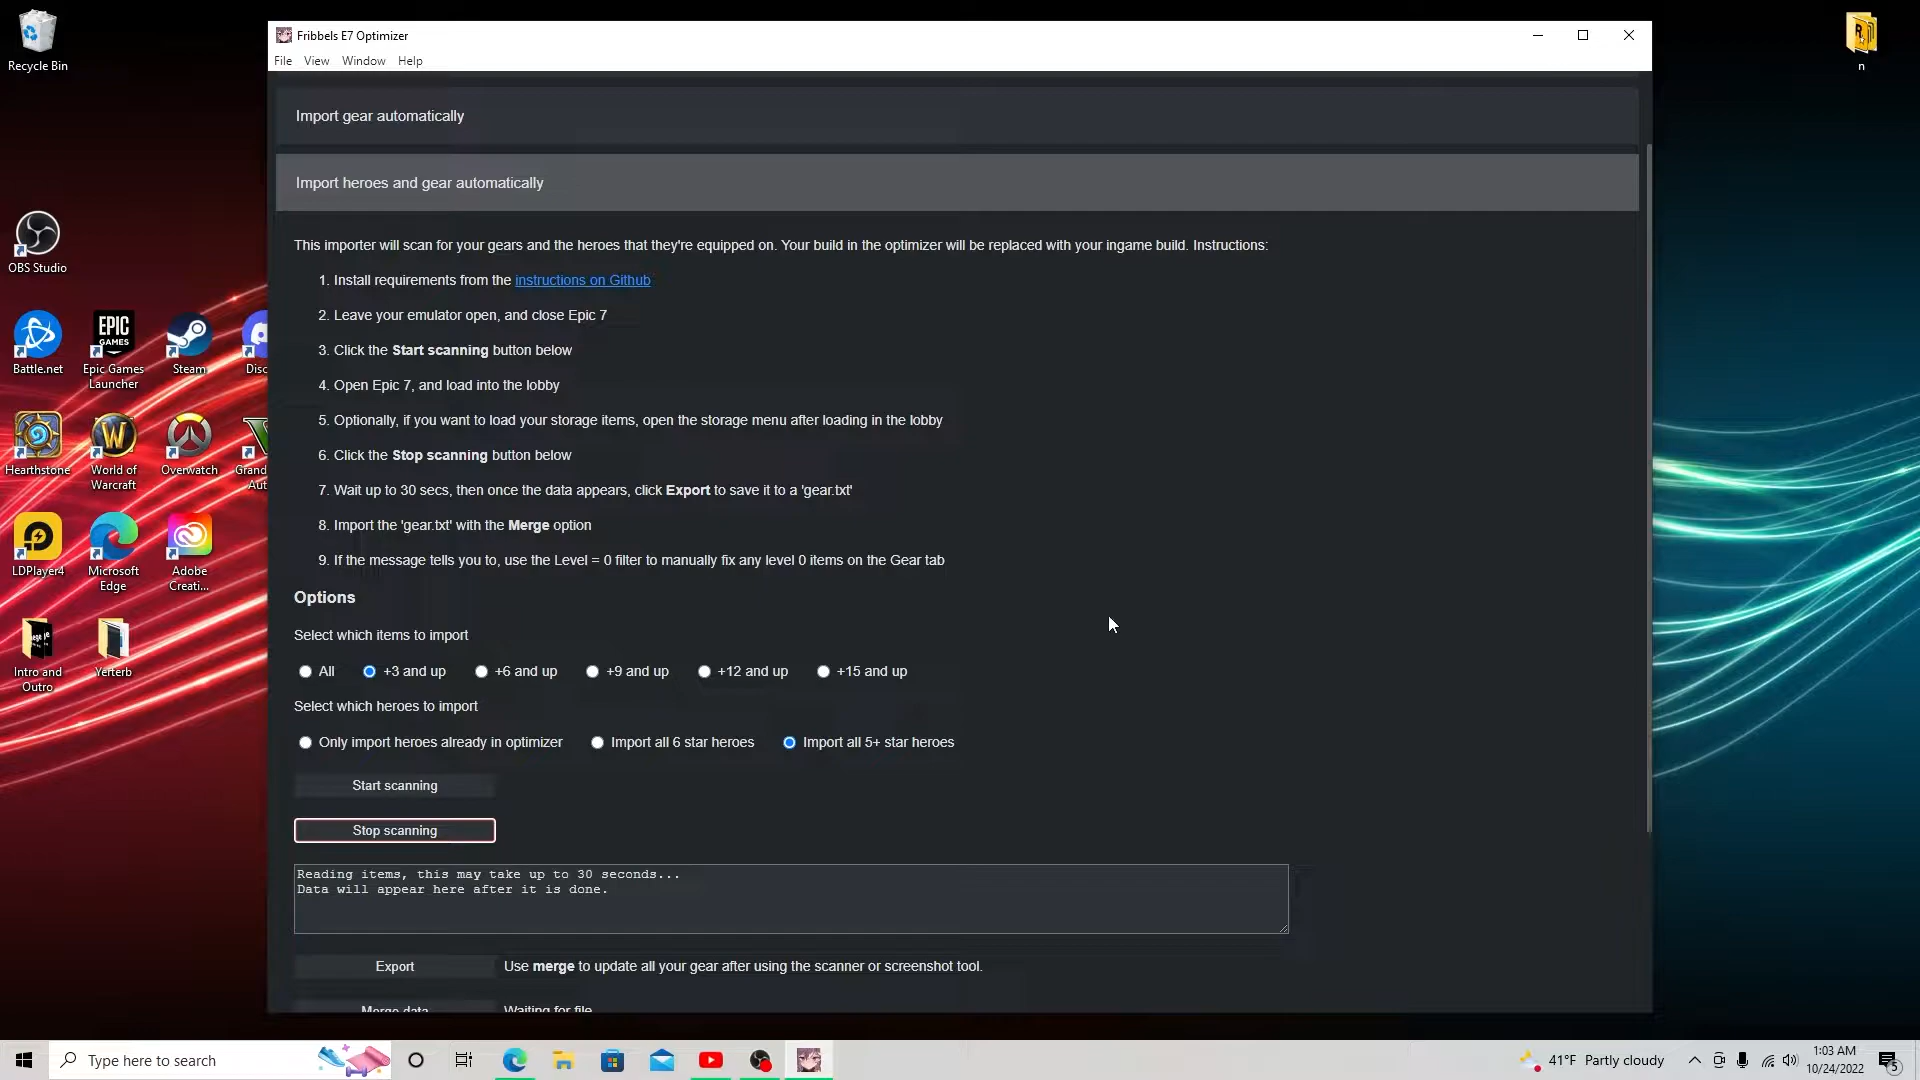 Recycle Bin
n
Fribbels E7 Optimizer
File View Window Help
Import gear automatically
Import heroes and gear automatically
This importer will scan for your gears and the heroes that they're equipped on. Your build in the optimizer will be replaced with your ingame build. Instructions:
1. Install requirements from the instructions on Github
2. Leave your emulator open, and close Epic 7
3. Click the Start scanning button below
4. Open Epic 7, and load into the lobby
5. Optionally, if you want to load your storage items, open the storage menu after loading in the lobby
6. Click the Stop scanning button below
7. Wait up to 30 secs, then once the data appears, click Export to save it to a 'gear.txt'
8. Import the 'gear.txt' with the Merge option
9. If the message tells you to, use the Level = 0 filter to manually fix any level 0 items on the Gear tab
Options
Select which items to import
All +3 and up +6 and up +9 and up +12 and up +15 and up
Select which heroes to import
Only import heroes already in optimizer Import all 6 star heroes Import all 5+ star heroes
Start scanning
Stop scanning
Reading items, this may take up to 30 seconds...
Data will appear here after it is done.
Export Use merge to update all your gear after using the scanner or screenshot tool.
Merge data Waiting for file
OBS Studio
EPIC GAMES
Battle.net
Epic Games Launcher
Steam
Disc
Hearthstone
World of Warcraft
Overwatch
Grand Aut
LDPlayer4
Microsoft Edge
Adobe Creati...
Intro and Outro
Yerterb
Type here to search
41°F Partly cloudy
1:03 AM
10/24/2022
5